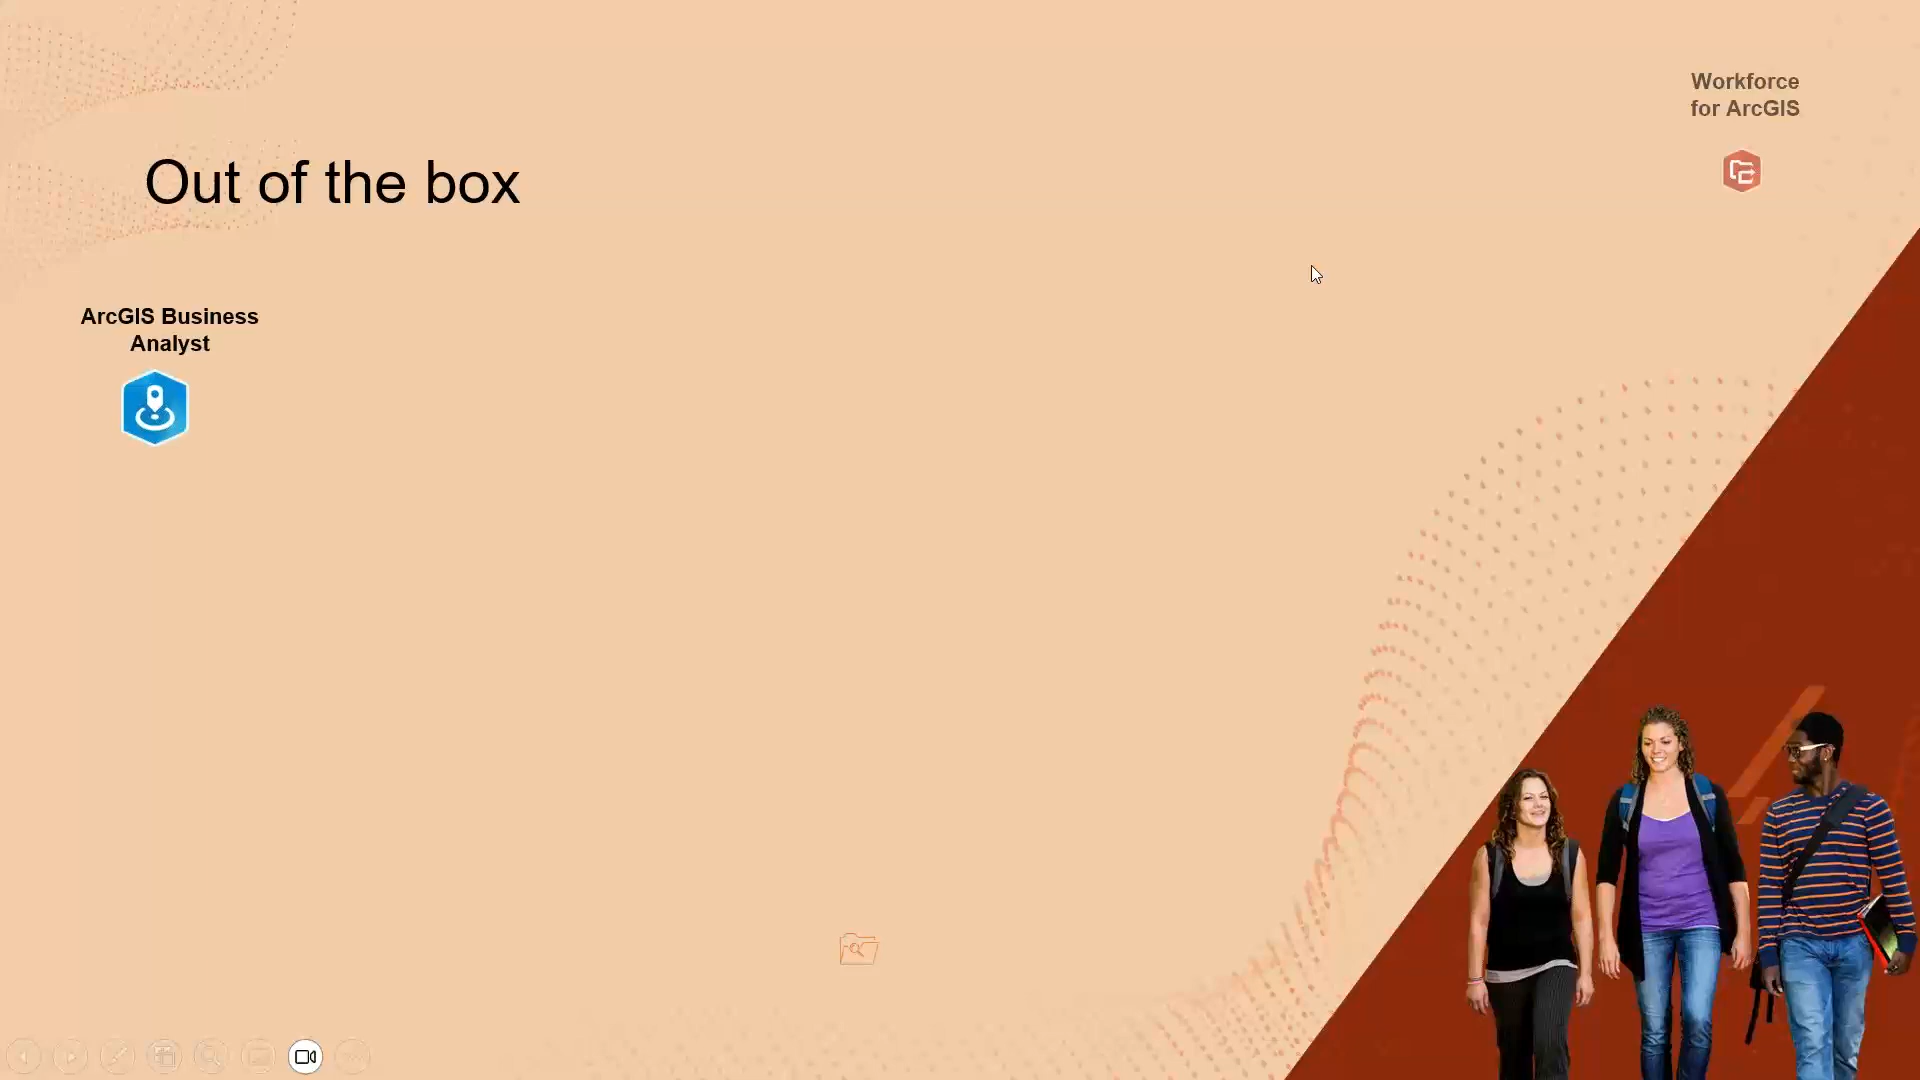 Workforce
for ArcGIS
Out of the box
ArcGIS Business
Analyst